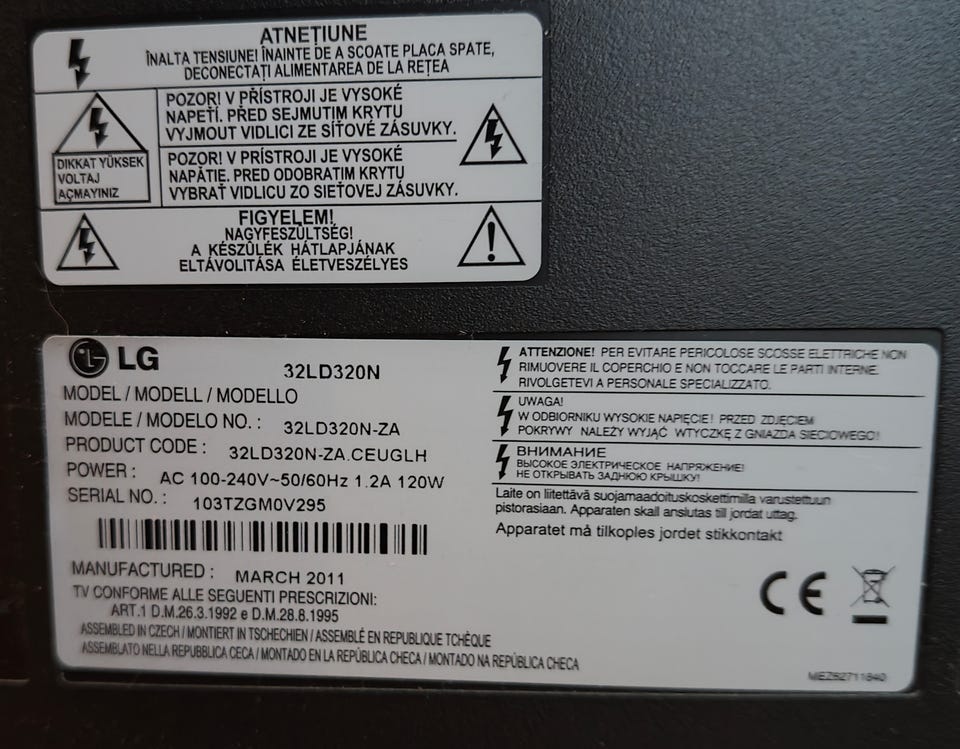 ATNEȚIUNE
ÎNALTA TENSIUNE! ÎNAINTE DE A SCOATE PLACA SPATE,
DECONECTAȚI ALIMENTAREA DE LA REȚEA
DIKKAT YÜKSEK
VOLTAJ
AÇMAYINIZ
POZOR! V PŘÍSTROJI JE VYSOKÉ
NAPETÍ. PŘED SEJMUTIM KRYTU
VYJMOUT VIDLICI ZE SÍTOVÉ ZÁSUVKY.
POZOR! V PRÍSTROJI JE VYSOKÉ
NAPÄTIE. PRED ODOBRATIM KRYTU
VYBRAŤ VIDLICU ZO SIEŤOVEJ ZÁSUVKY.
FIGYELEM!
NAGYFESZÜLTSÉG!
A KÉSZÜLÉK HÁTLAPJÁNAK
ELTÁVOLITÁSA ÉLETVESZÉLYES
LG
32LD320N
MODEL / MODELL / MODELLO
MODELE / MODELO NO. : 32LD320N-ZA
PRODUCT CODE : 32LD320N-ZA.CEUGLH
POWER : AC 100-240V~50/60Hz 1.2A 120W
SERIAL NO. : 103TZGM0V295
MANUFACTURED : MARCH 2011
TV CONFORME ALLE SEGUENTI PRESCRIZIONI:
ART.1 D.M.26.3.1992 e D.M.28.8.1995
ASSEMBLED IN CZECH / MONTIERT IN TSCHECHIEN / ASSEMBLÉ EN REPUBLIQUE TCHÈQUE
ASSEMBLATO NELLA REPUBBLICA CECA / MONTADO EN LA REPÚBLICA CHECA / MONTADO NA REPÚBLICA CHECA
ATTENZIONE! PER EVITARE PERICOLOSE SCOSSE ELETTRICHE NON
RIMUOVERE IL COPERCHIO E NON TOCCARE LE PARTI INTERNE.
RIVOLGETEVI A PERSONALE SPECIALIZZATO.
UWAGA!
W ODBIORNIKU WYSOKIE NAPIĘCIE! PRZED ZDJĘCIEM
POKRYWY NALEŻY WYJĄĆ WTYCZKĘ Z GNIAZDA SIECIOWEGO!
ВНИМАНИЕ
ВЫСОКОЕ ЭЛЕКТРИЧЕСКОЕ НАПРЯЖЕНИЕ!
НЕ ОТКРЫВАТЬ ЗАДНЮЮ КРЫШКУ!
Laite on liitettävä suojamaadoituskoskettimilla varustettuun
pistorasiaan. Apparaten skall anslutas till jordat uttag.
Apparatet må tilkoples jordet stikkontakt
CE
MEZ62711840